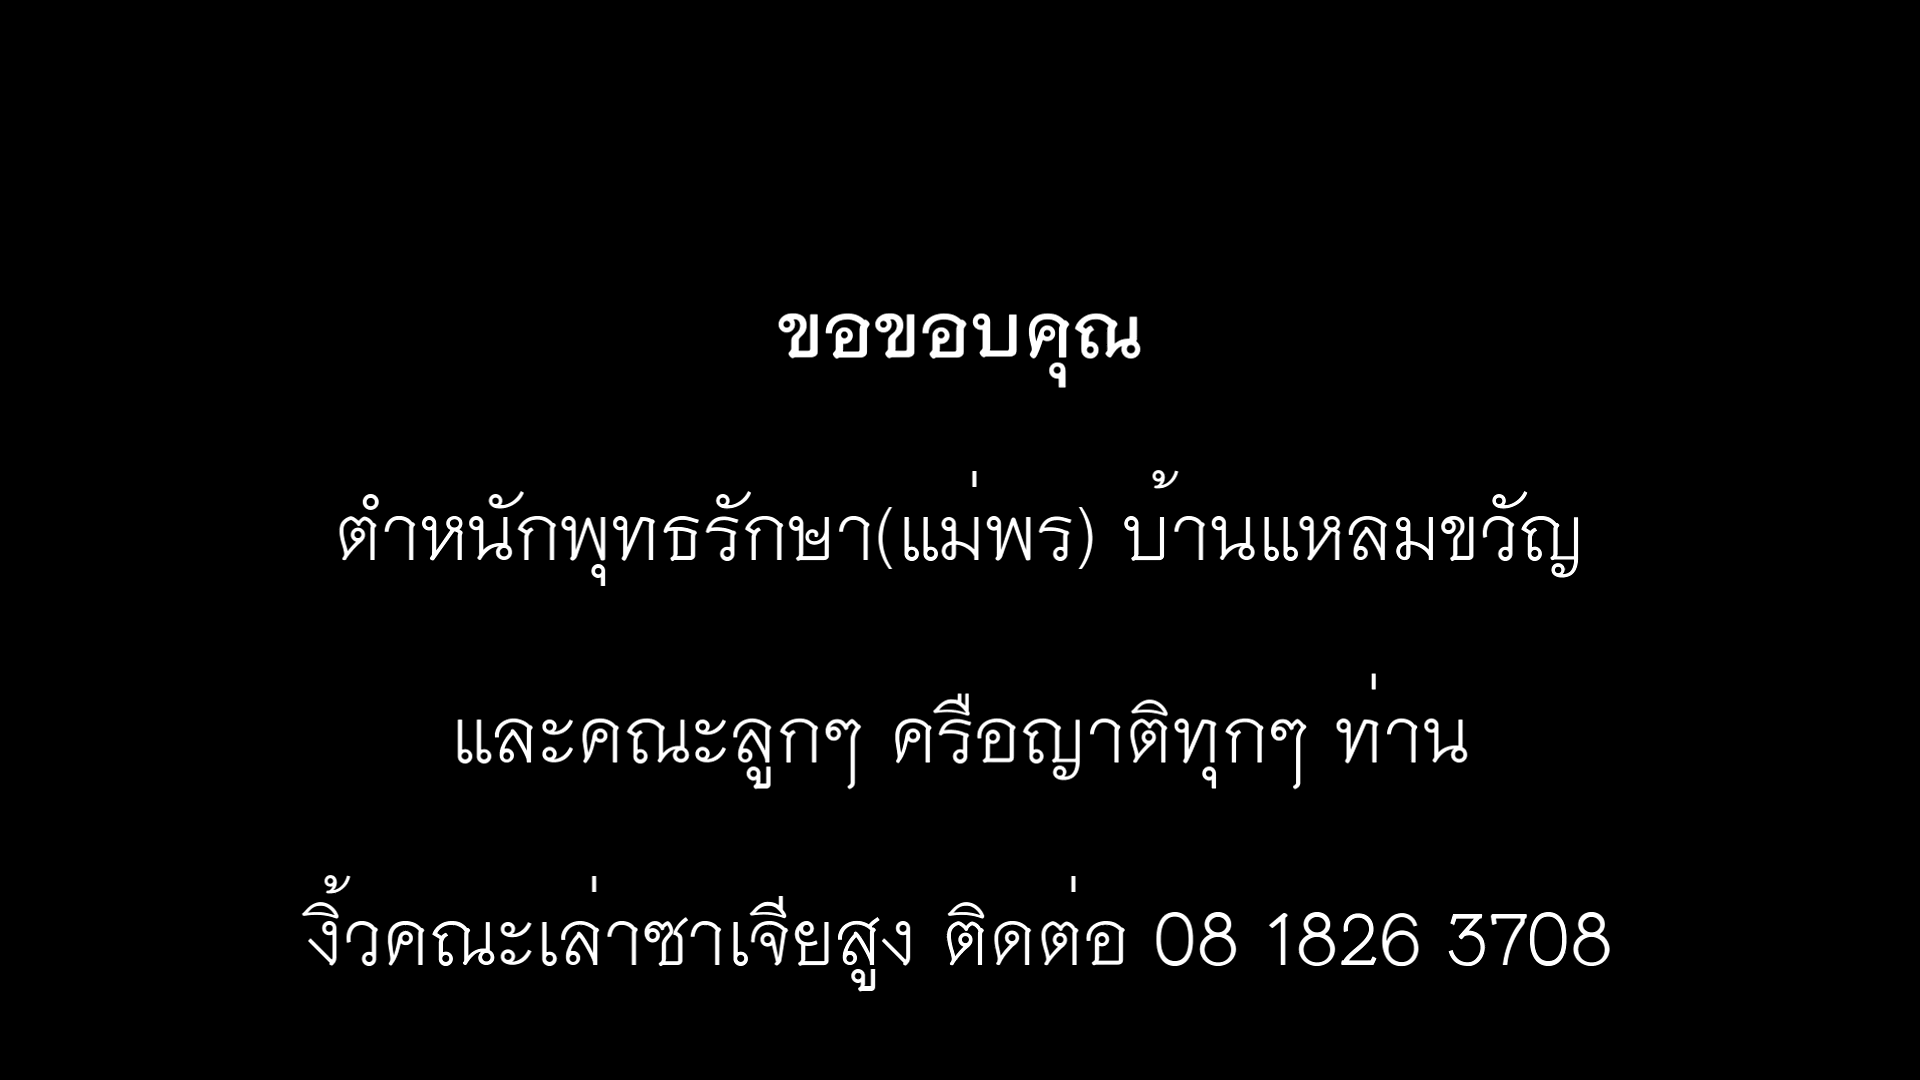 ขอขอบคุณ
ตำหนักพุทธรักษา(แม่พร) บ้านแหลมขวัญ
และคณะลูกๆ ครือญาติทุกๆ ท่าน
งิ้วคณะเล่าซาเจียสูง ติดต่อ 08 1826 3708